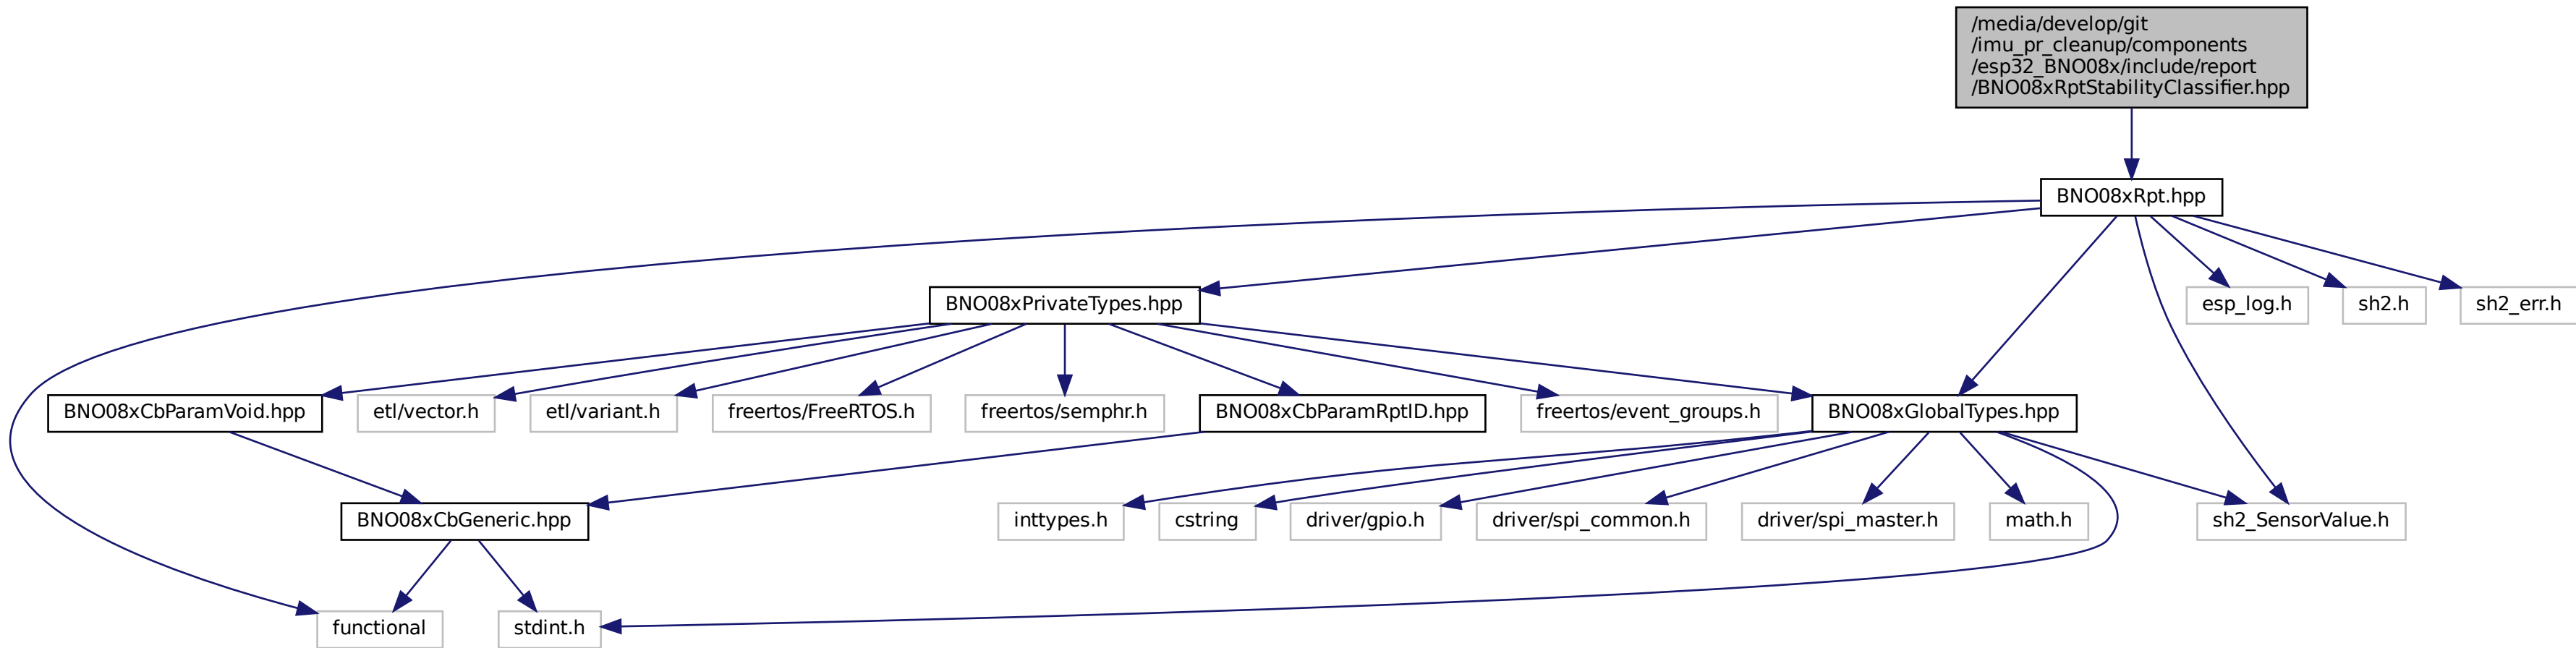 /media/develop/git
/imu_pr_cleanup/components
/esp32_BNO08x/include/report
/BNO08xRptStabilityClassifier.hpp
BNO08xRpt.hpp
BNO08xPrivateTypes.hpp
esp_log.h
sh2.h
sh2_err.h
BNO08xCbParamVoid.hpp
etl/vector.h
etl/variant.h
freertos/FreeRTOS.h
freertos/semphr.h
BNO08xCbParamRptID.hpp
freertos/event_groups.h
BNO08xGlobalTypes.hpp
BNO08xCbGeneric.hpp
inttypes.h
cstring
driver/gpio.h
driver/spi_common.h
driver/spi_master.h
math.h
sh2_SensorValue.h
functional
stdint.h